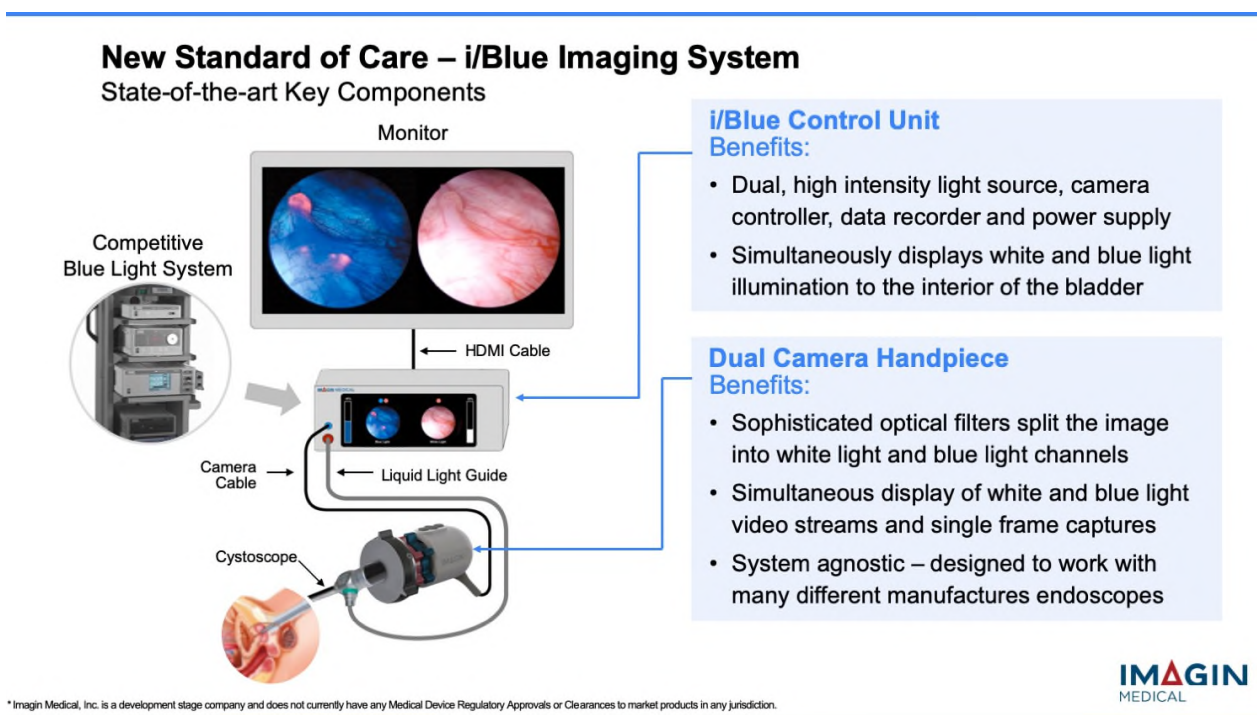 New Standard of Care – i/Blue Imaging System
State-of-the-art Key Components
Monitor
Competitive
Blue Light System
HDMI Cable
IMAGIN MEDICAL
Blue Light
White Light
Camera
Cable
Liquid Light Guide
Cystoscope
i/Blue Control Unit
Benefits:
• Dual, high intensity light source, camera
controller, data recorder and power supply
• Simultaneously displays white and blue light
illumination to the interior of the bladder
Dual Camera Handpiece
Benefits:
• Sophisticated optical filters split the image
into white light and blue light channels
• Simultaneous display of white and blue light
video streams and single frame captures
• System agnostic – designed to work with
many different manufactures endoscopes
IMAGIN
MEDICAL
* Imagin Medical, Inc. is a development stage company and does not currently have any Medical Device Regulatory Approvals or Clearances to market products in any jurisdiction.